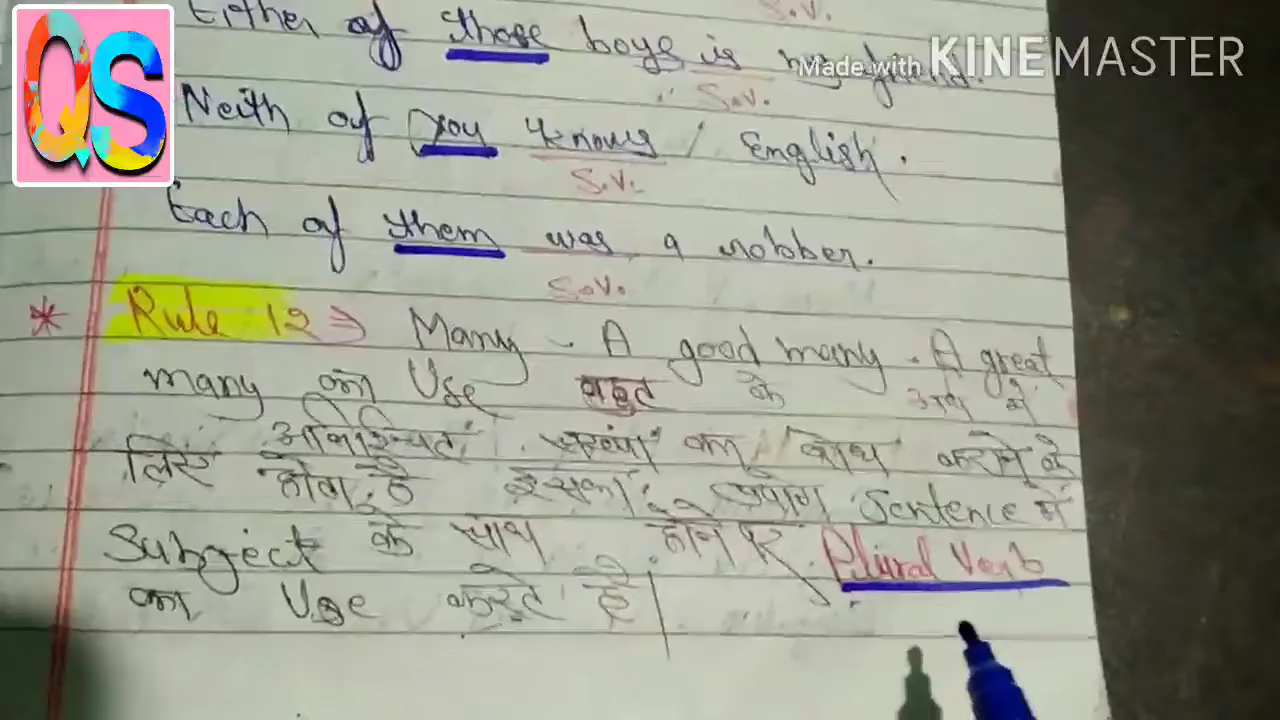 S.V.
Either of those boys is my friend.
Made with KINEMASTER
QS
S.V.
Neith of you knows / English.
S.V.
Each of them was a robber.
S.V.
* Rule 12 ⇒ Many . A good many . A great
many का Use बहुत के अर्थ में
अनिश्चित संख्या का बोध कराने के
लिए होता है इसका उपयोग Sentence में
Subject के साथ होने पर Plural Verb
का Use करते है|